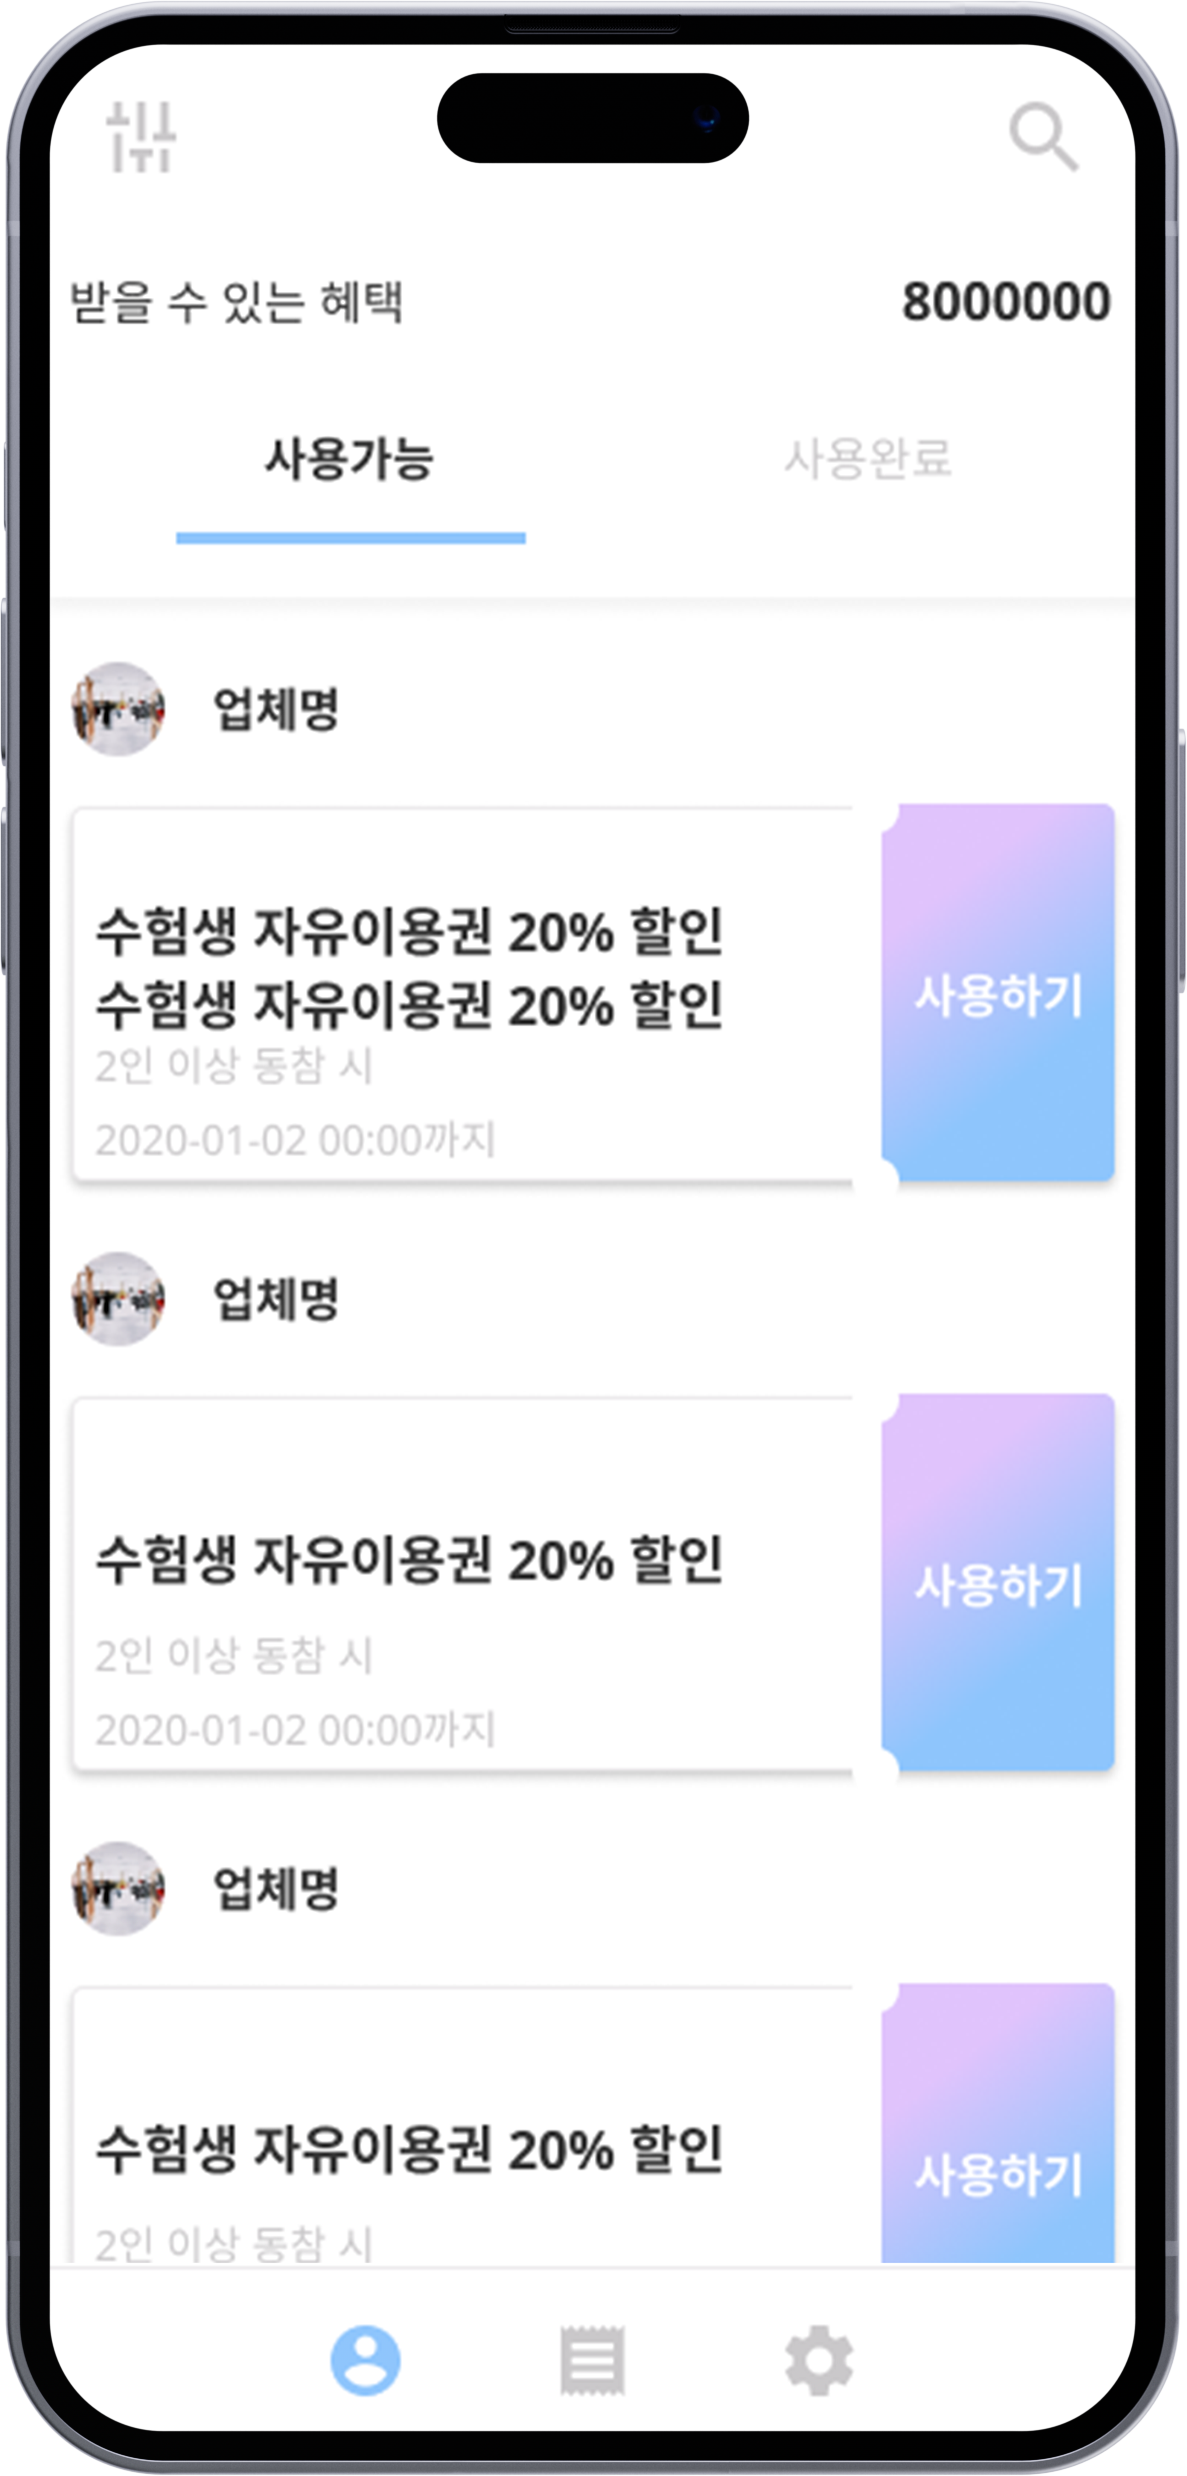 받을 수 있는 혜택 8000000
사용가능 사용완료
업체명
수험생 자유이용권 20% 할인
수험생 자유이용권 20% 할인
2인 이상 동참 시
2020-01-02 00:00까지
사용하기
업체명
수험생 자유이용권 20% 할인
2인 이상 동참 시
2020-01-02 00:00까지
사용하기
업체명
수험생 자유이용권 20% 할인
2인 이상 동참 시
사용하기